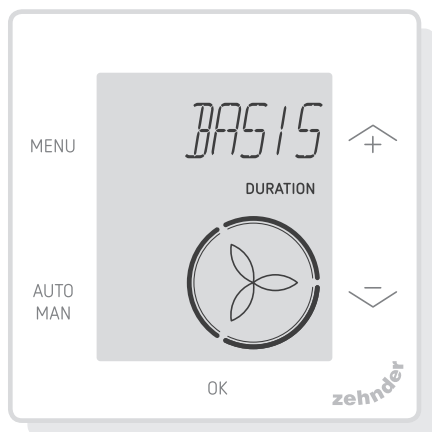 BASIS
MENU
+
DURATION
AUTO
MAN
−
OK
zehnder